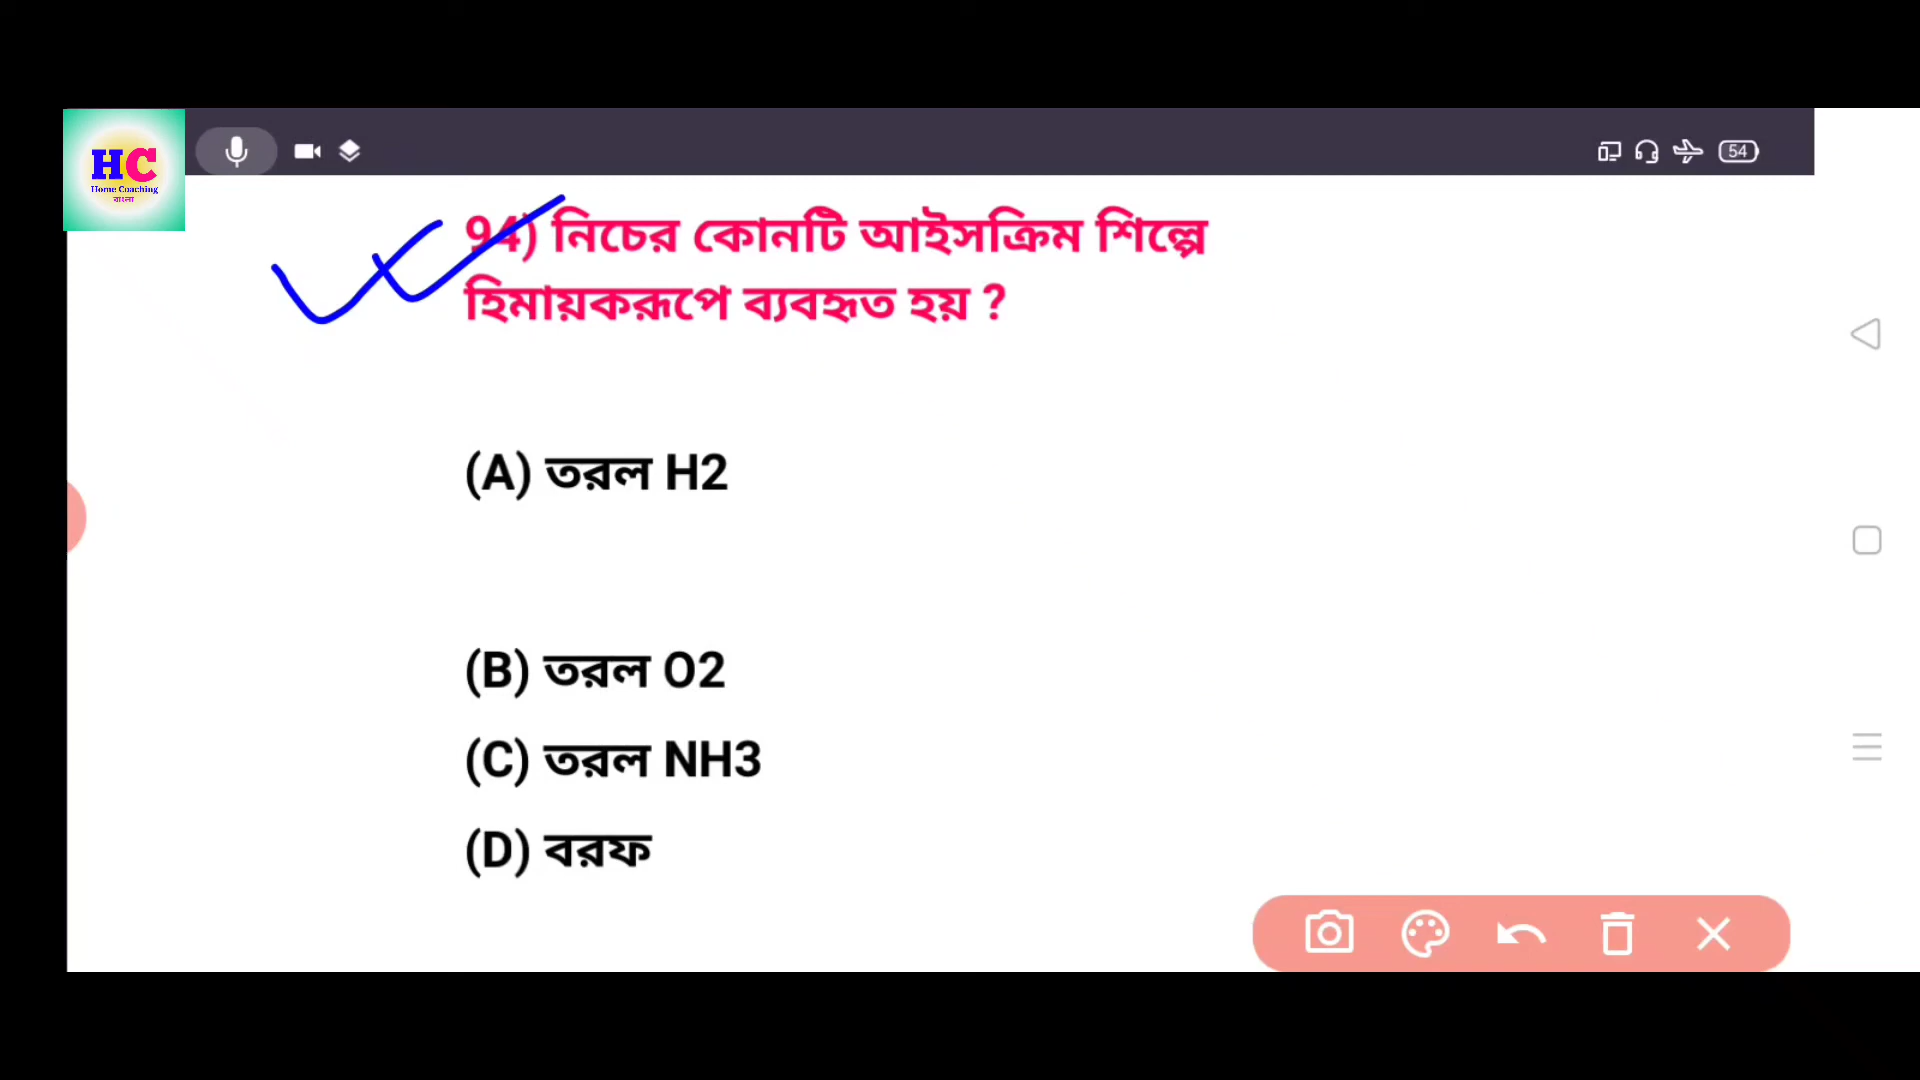 HC
Home Coaching
বাংলা
54
94) নিচের কোনটি আইসক্রিম শিল্পে
হিমায়করূপে ব্যবহৃত হয় ?
(A) তরল H2
(B) তরল O2
(C) তরল NH3
(D) বরফ